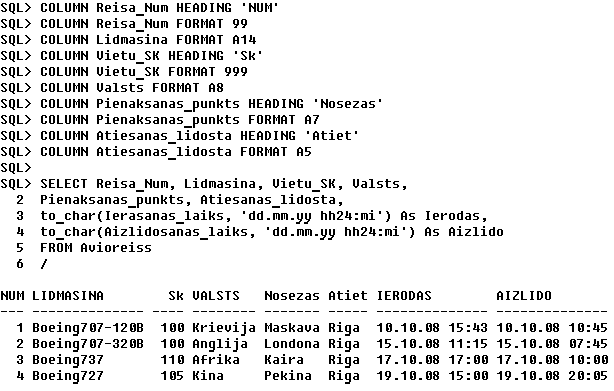 SQL> COLUMN Reisa_Num HEADING 'NUM'
SQL> COLUMN Reisa_Num FORMAT 99
SQL> COLUMN Lidmasina FORMAT A14
SQL> COLUMN Vietu_SK HEADING 'Sk'
SQL> COLUMN Vietu_SK FORMAT 999
SQL> COLUMN Valsts FORMAT A8
SQL> COLUMN Pienaksanas_punkts HEADING 'Nosezas'
SQL> COLUMN Pienaksanas_punkts FORMAT A7
SQL> COLUMN Atiesanas_lidosta HEADING 'Atiet'
SQL> COLUMN Atiesanas_lidosta FORMAT A5
SQL>
SQL> SELECT Reisa_Num, Lidmasina, Vietu_SK, Valsts,
2 Pienaksanas_punkts, Atiesanas_lidosta,
3 to_char(Ierasanas_laiks, 'dd.mm.yy hh24:mi') As Ierodas,
4 to_char(Aizlidosanas_laiks, 'dd.mm.yy hh24:mi') As Aizlido
5 FROM Avioreiss
6 /
NUM LIDMASINA Sk VALSTS Nosezas Atiet IERODAS AIZLIDO
--- -------------- ---- -------- ------- ----- -------------- --------------
1 Boeing707-120B 100 Krievija Maskava Riga 10.10.08 15:43 10.10.08 10:45
2 Boeing707-320B 100 Anglija Londona Riga 15.10.08 11:15 15.10.08 07:45
3 Boeing737 110 Afrika Kaira Riga 17.10.08 17:00 17.10.08 10:00
4 Boeing727 105 Kina Pekina Riga 19.10.08 15:00 19.10.08 20:05